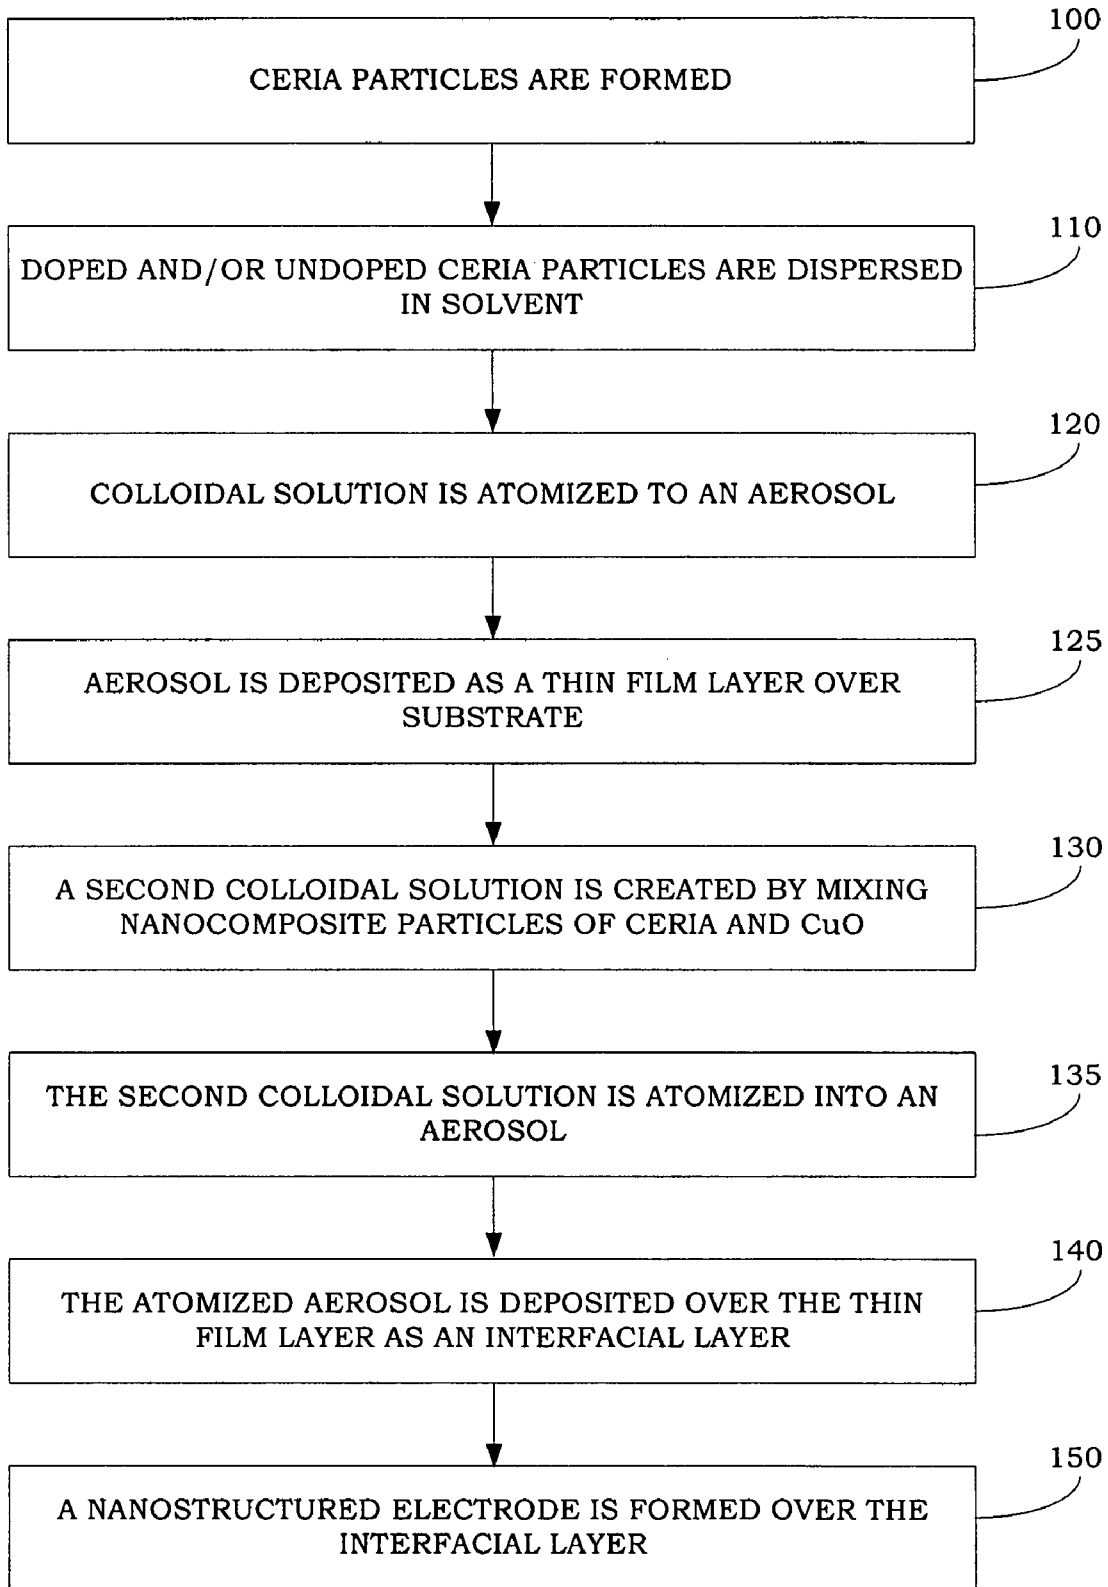 100
CERIA PARTICLES ARE FORMED
110
DOPED AND/OR UNDOPED CERIA PARTICLES ARE DISPERSED
IN SOLVENT
120
COLLOIDAL SOLUTION IS ATOMIZED TO AN AEROSOL
125
AEROSOL IS DEPOSITED AS A THIN FILM LAYER OVER
SUBSTRATE
130
A SECOND COLLOIDAL SOLUTION IS CREATED BY MIXING
NANOCOMPOSITE PARTICLES OF CERIA AND CuO
135
THE SECOND COLLOIDAL SOLUTION IS ATOMIZED INTO AN
AEROSOL
140
THE ATOMIZED AEROSOL IS DEPOSITED OVER THE THIN
FILM LAYER AS AN INTERFACIAL LAYER
150
A NANOSTRUCTURED ELECTRODE IS FORMED OVER THE
INTERFACIAL LAYER